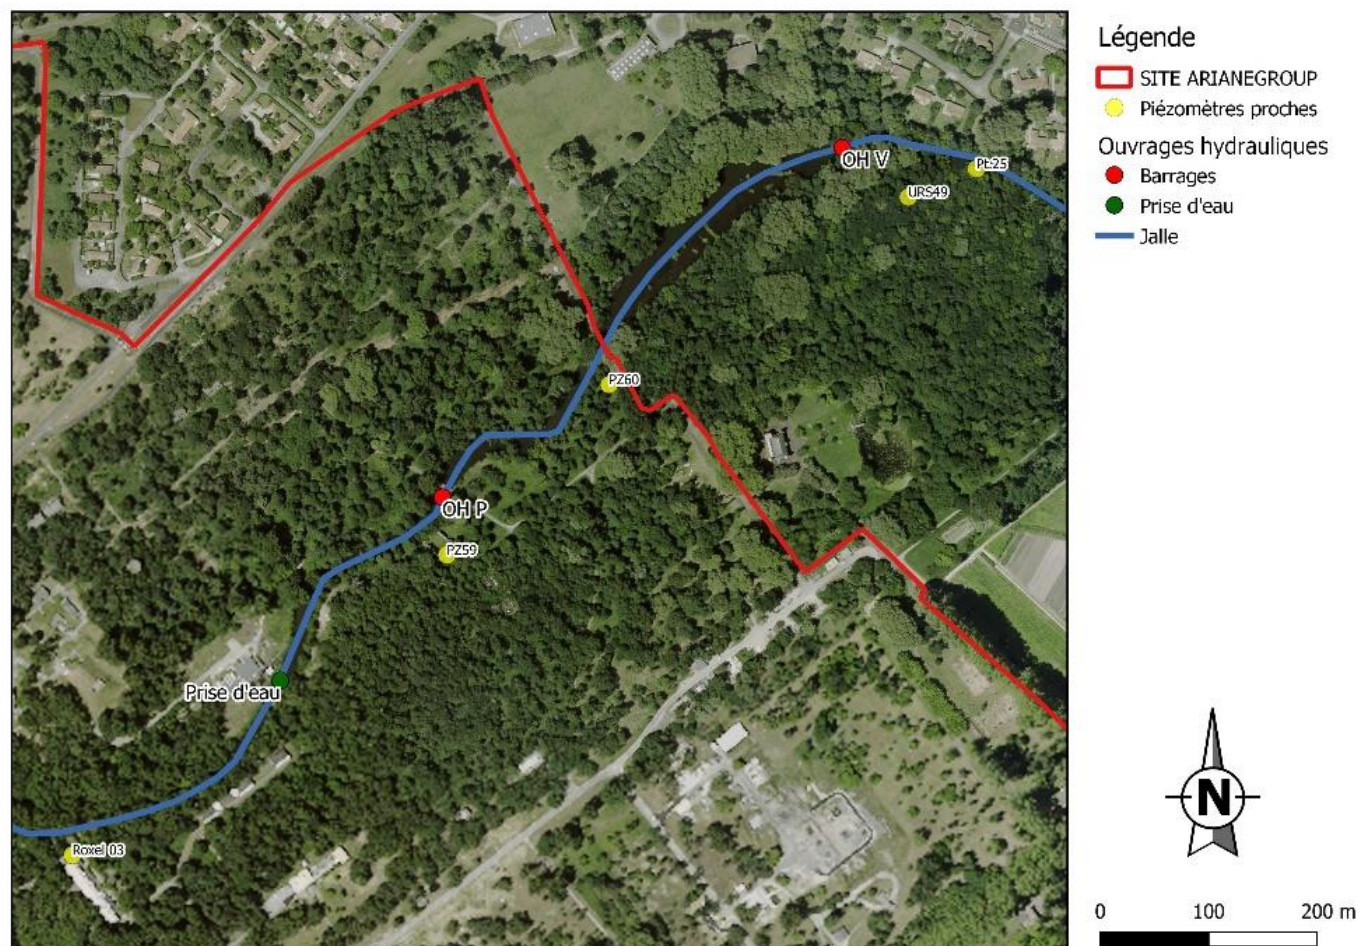 Légende
SITE ARIANEGROUP
Piézomètres proches
Ouvrages hydrauliques
Barrages
Prise d'eau
Jalle
OH V
Pt.25
URS49
PZ60
OH P
PZ59
Prise d'eau
Roxel 03
N
0 100 200 m